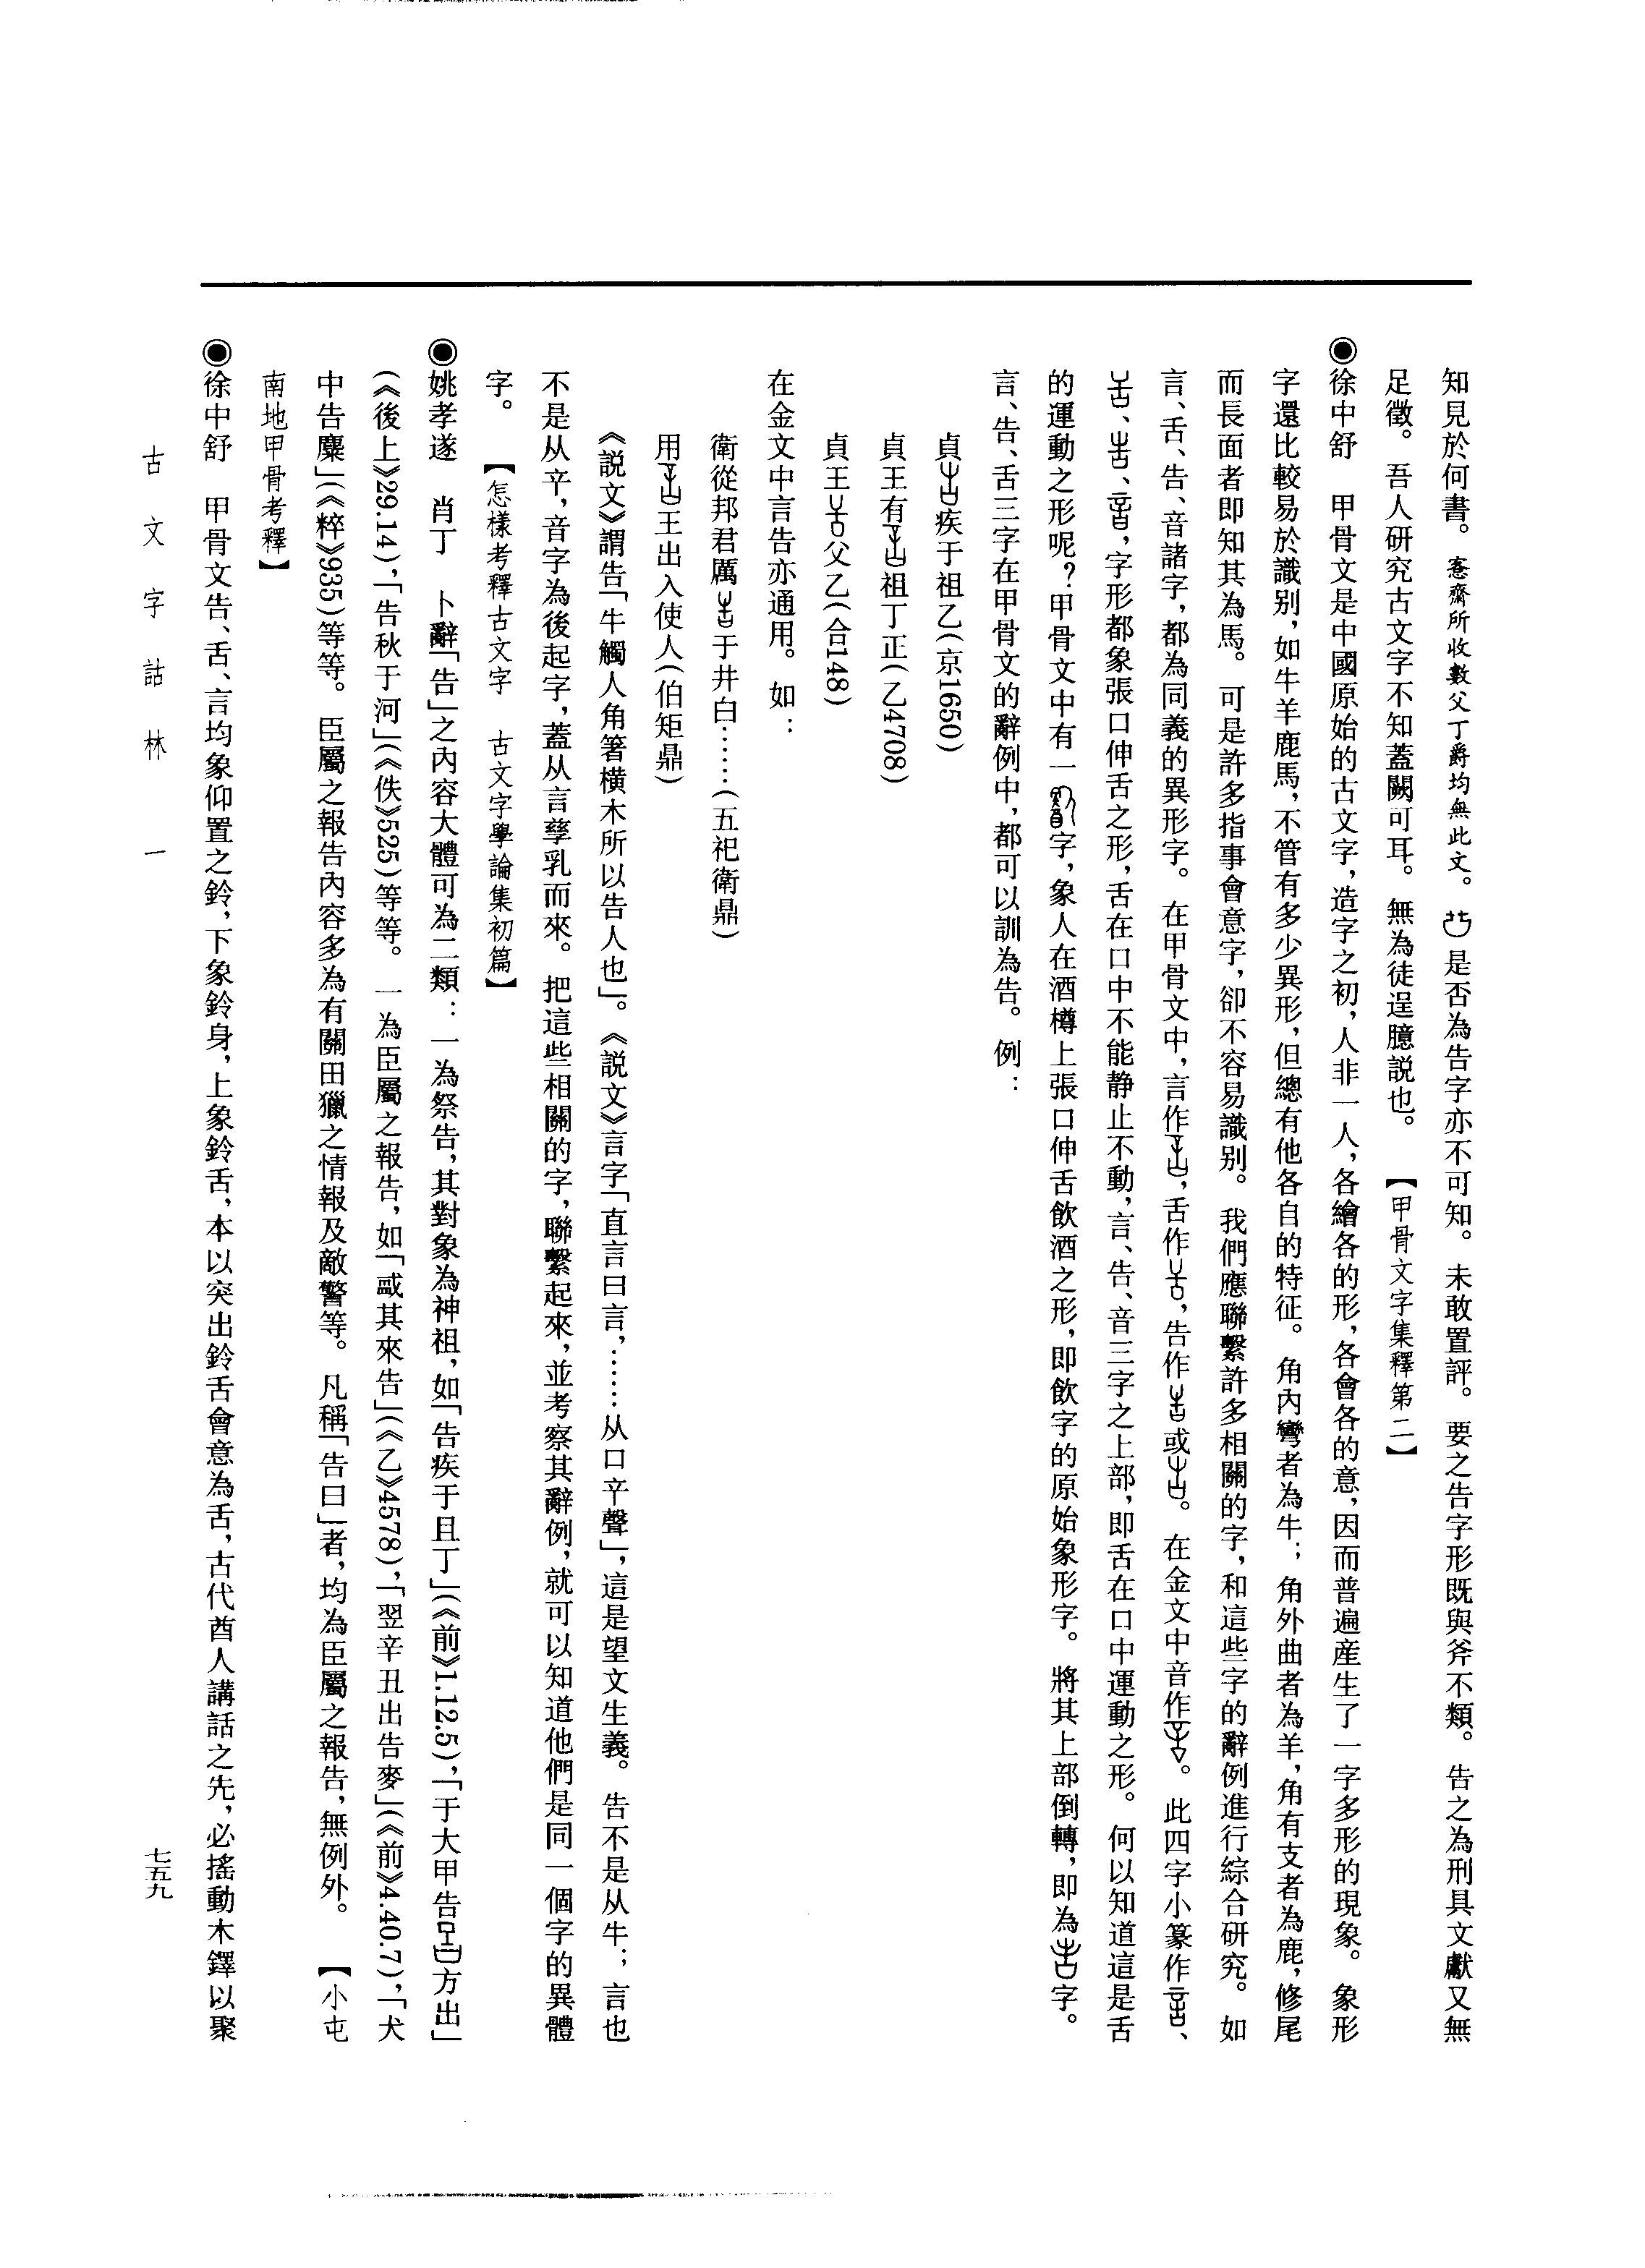 知見於何書。愙齋所收數父丁爵均無此文。是否為告字亦不可知。未敢置評。要之告字形既與斧不類。告之為刑具文獻又無
足徵。吾人研究古文字不知蓋闕可耳。無為徒逞臆説也。【甲骨文字集釋第二】
◉徐中舒　甲骨文是中國原始的古文字，造字之初，人非一人，各繪各的形，各會各的意，因而普遍産生了一字多形的現象。象形
字還比較易於識别，如牛羊鹿馬，不管有多少異形，但總有他各自的特征。角內彎者為牛；角外曲者為羊，角有支者為鹿，修尾
而長面者即知其為馬。可是許多指事會意字，卻不容易識别。我們應聯繫許多相關的字，和這些字的辭例進行綜合研究。如
言、舌、告、音諸字，都為同義的異形字。在甲骨文中，言作，舌作，告作或。在金文中音作。此四字小篆作、
、、，字形都象張口伸舌之形，舌在口中不能静止不動，言、告、音三字之上部，即舌在口中運動之形。何以知道這是舌
的運動之形呢？甲骨文中有一字，象人在酒樽上張口伸舌飲酒之形，即飲字的原始象形字。將其上部倒轉，即為字。
言、告、舌三字在甲骨文的辭例中，都可以訓為告。例：
貞疾于祖乙（京1650）
貞王有祖丁正（乙4708）
貞王父乙（合148）
在金文中言告亦通用。如：
衛從邦君厲于井白……（五祀衛鼎）
用王出入使人（伯矩鼎）
《説文》謂告「牛觸人角箸橫木所以告人也」。《説文》言字「直言曰言，……从口䇂聲」，這是望文生義。告不是从牛；言也
不是从䇂，音字為後起字，蓋从言孳乳而來。把這些相關的字，聯繫起來，並考察其辭例，就可以知道他們是同一個字的異體
字。【怎樣考釋古文字　古文字學論集初篇】
◉姚孝遂　肖丁　卜辭「告」之內容大體可為二類：一為祭告，其對象為神祖，如「告疾于且丁」（《前》1.12.5），「于大甲告方出」
（《後上》29.14），「告秋于河」（《佚》525）等等。一為臣屬之報告，如「或其來告」（《乙》4578），「翌辛丑出告麥」（《前》4.40.7），「犬
中告麋」（《粹》935）等等。臣屬之報告內容多為有關田獵之情報及敵警等。凡稱「告曰」者，均為臣屬之報告，無例外。【小屯
南地甲骨考釋】
◉徐中舒　甲骨文告、舌、言均象仰置之鈴，下象鈴身，上象鈴舌，本以突出鈴舌會意為舌，古代酋人講話之先，必摇動木鐸以聚
古文字詁林　一
七五九